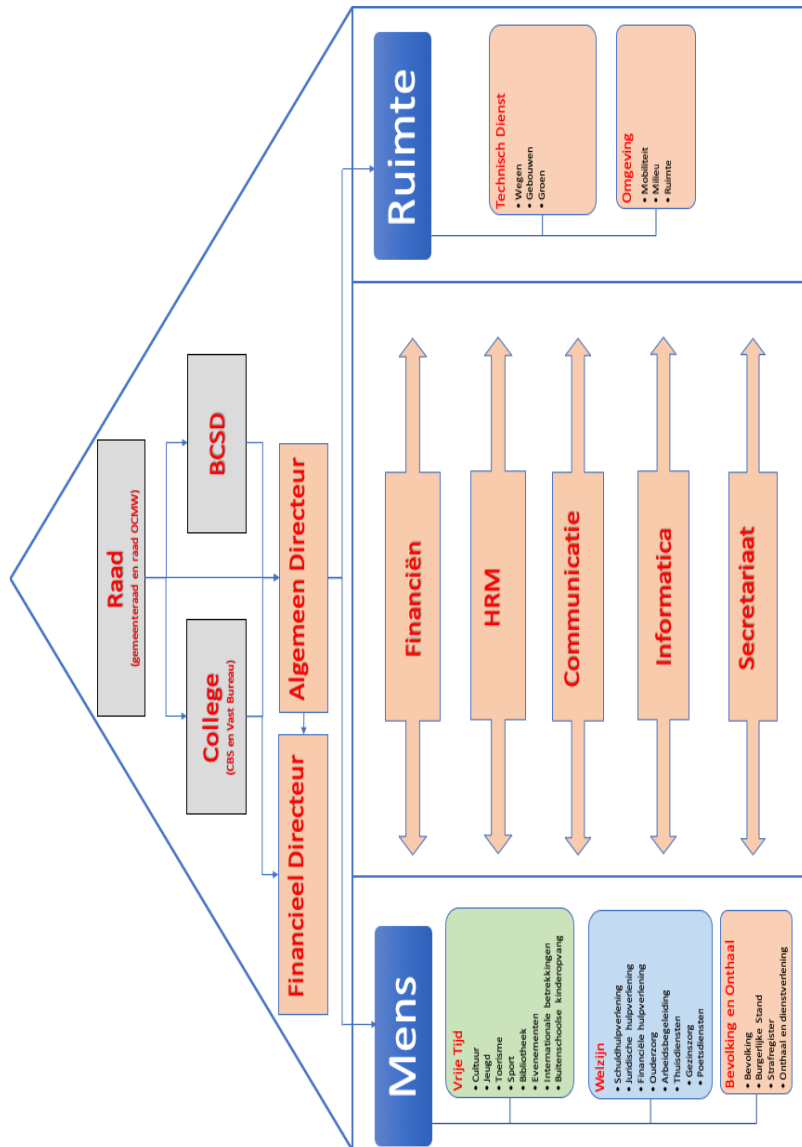 Raad
(gemeenteraad en raad OCMW)
College
(CBS en Vast Bureau)
BCSD
Financieel Directeur
Algemeen Directeur
Mens
Vrije Tijd
• Cultuur
• Jeugd
• Toerisme
• Sport
• Bibliotheek
• Evenementen
• Internationale betrekkingen
• Buitenschoolse kinderopvang
Welzijn
• Schuldhulpverlening
• Juridische hulpverlening
• Financiële hulpverlening
• Ouderzorg
• Arbeidsbegeleiding
• Thuisdiensten
• Gezinszorg
• Poetsdiensten
Bevolking en Onthaal
• Bevolking
• Burgerlijke Stand
• Strafregister
• Onthaal en dienstverlening
Financiën
HRM
Communicatie
Informatica
Secretariaat
Ruimte
Technisch Dienst
• Wegen
• Gebouwen
• Groen
Omgeving
• Mobiliteit
• Milieu
• Ruimte